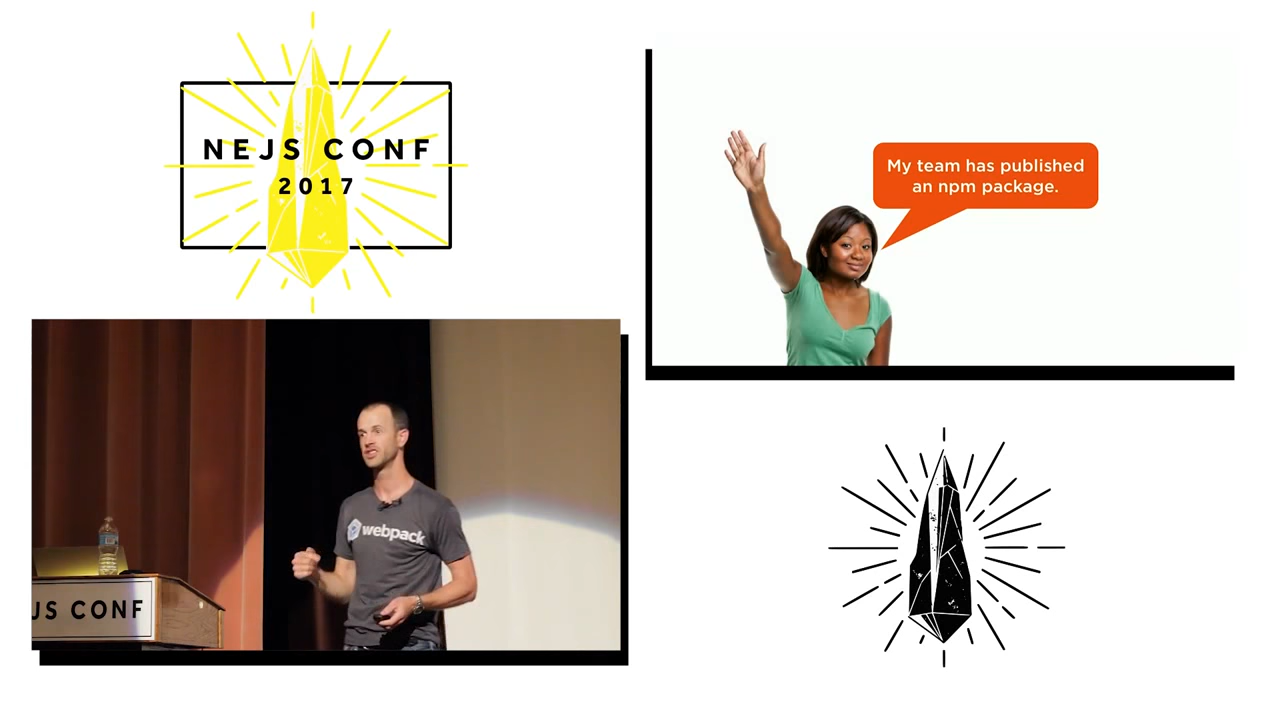 NEJS CONF
2017
My team has published
an npm package.
webpack
JS CONF